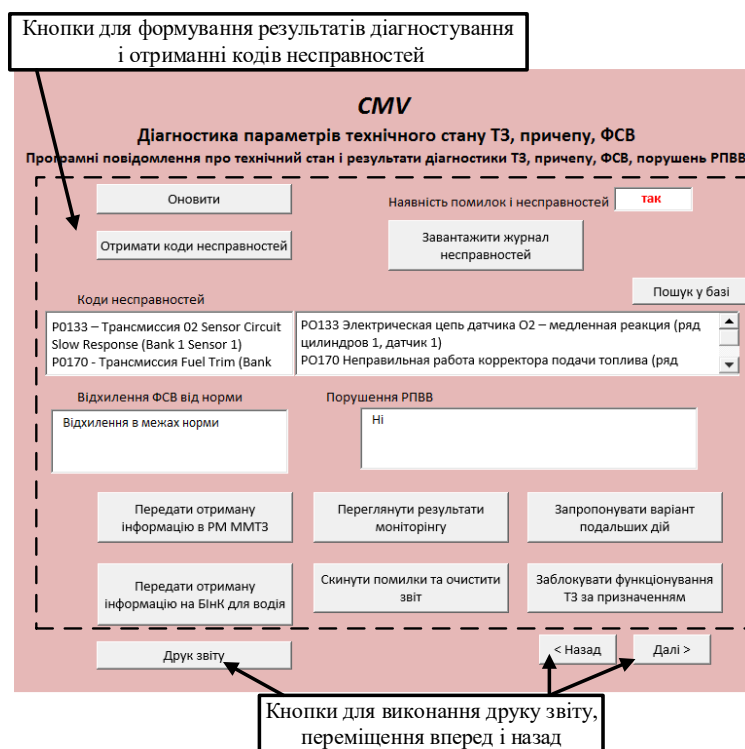 Кнопки для формування результатів діагностування
і отриманні кодів несправностей
CMV
Діагностика параметрів технічного стану ТЗ, причепу, ФСВ
Програмні повідомлення про технічний стан і результати діагностики ТЗ, причепу, ФСВ, порушень РПВВ
Оновити
Наявність помилок і несправностей
так
Отримати коди несправностей
Завантажити журнал
несправностей
Пошук у базі
Коди несправностей
P0133 – Трансмиссия 02 Sensor Circuit
Slow Response (Bank 1 Sensor 1)
P0170 - Трансмиссия Fuel Trim (Bank
РО133 Электрическая цепь датчика О2 – медленная реакция (ряд
цилиндров 1, датчик 1)
РО170 Неправильная работа корректора подачи топлива (ряд
Відхилення ФСВ від норми
Порушення РПВВ
Відхилення в межах норми
Ні
Передати отриману
інформацію в РМ ММТЗ
Переглянути результати
моніторінгу
Запропонувати варіант
подальших дій
Передати отриману
інформацію на БІнК для водія
Скинути помилки та очистити
звіт
Заблокувати функціонування
ТЗ за призначенням
Друк звіту
< Назад
Далі >
Кнопки для виконання друку звіту,
переміщення вперед і назад